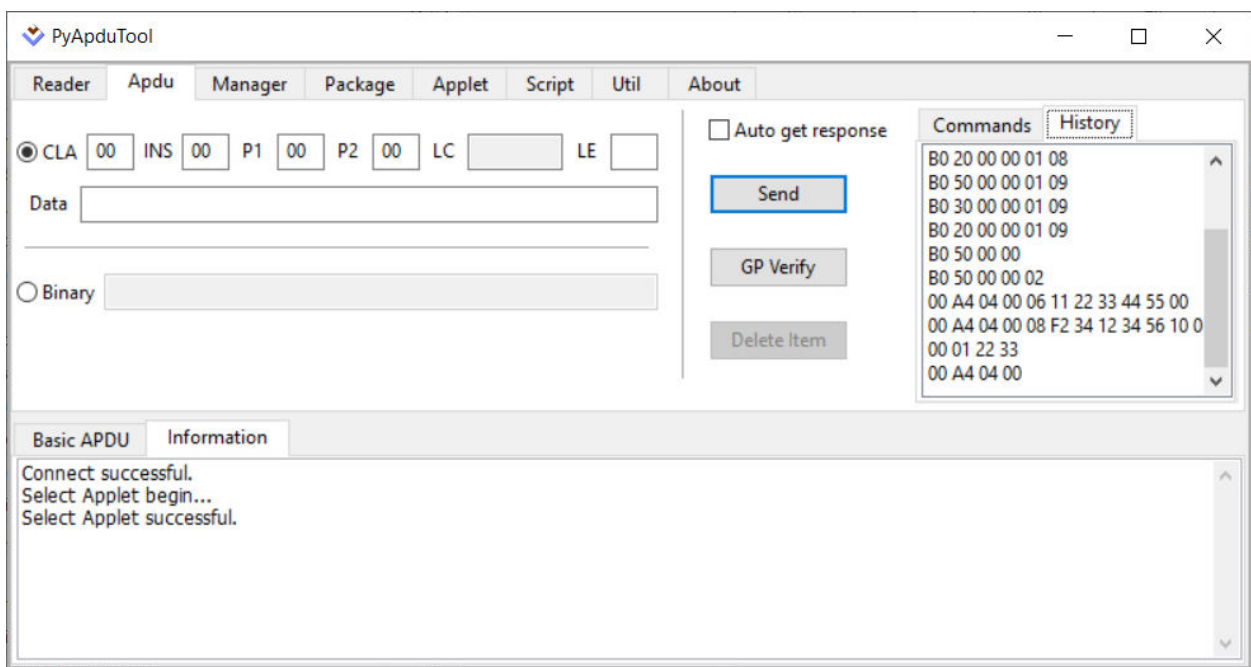 PyApduTool
Reader Apdu Manager Package Applet Script Util About
CLA 00 INS 00 P1 00 P2 00 LC LE
Data
Binary
Auto get response
Send
GP Verify
Delete Item
Commands History
B0 20 00 00 01 08
B0 50 00 00 01 09
B0 30 00 00 01 09
B0 20 00 00 01 09
B0 50 00 00
B0 50 00 00 02
00 A4 04 00 06 11 22 33 44 55 00
00 A4 04 00 08 F2 34 12 34 56 10 0
00 01 22 33
00 A4 04 00
Basic APDU Information
Connect successful.
Select Applet begin...
Select Applet successful.